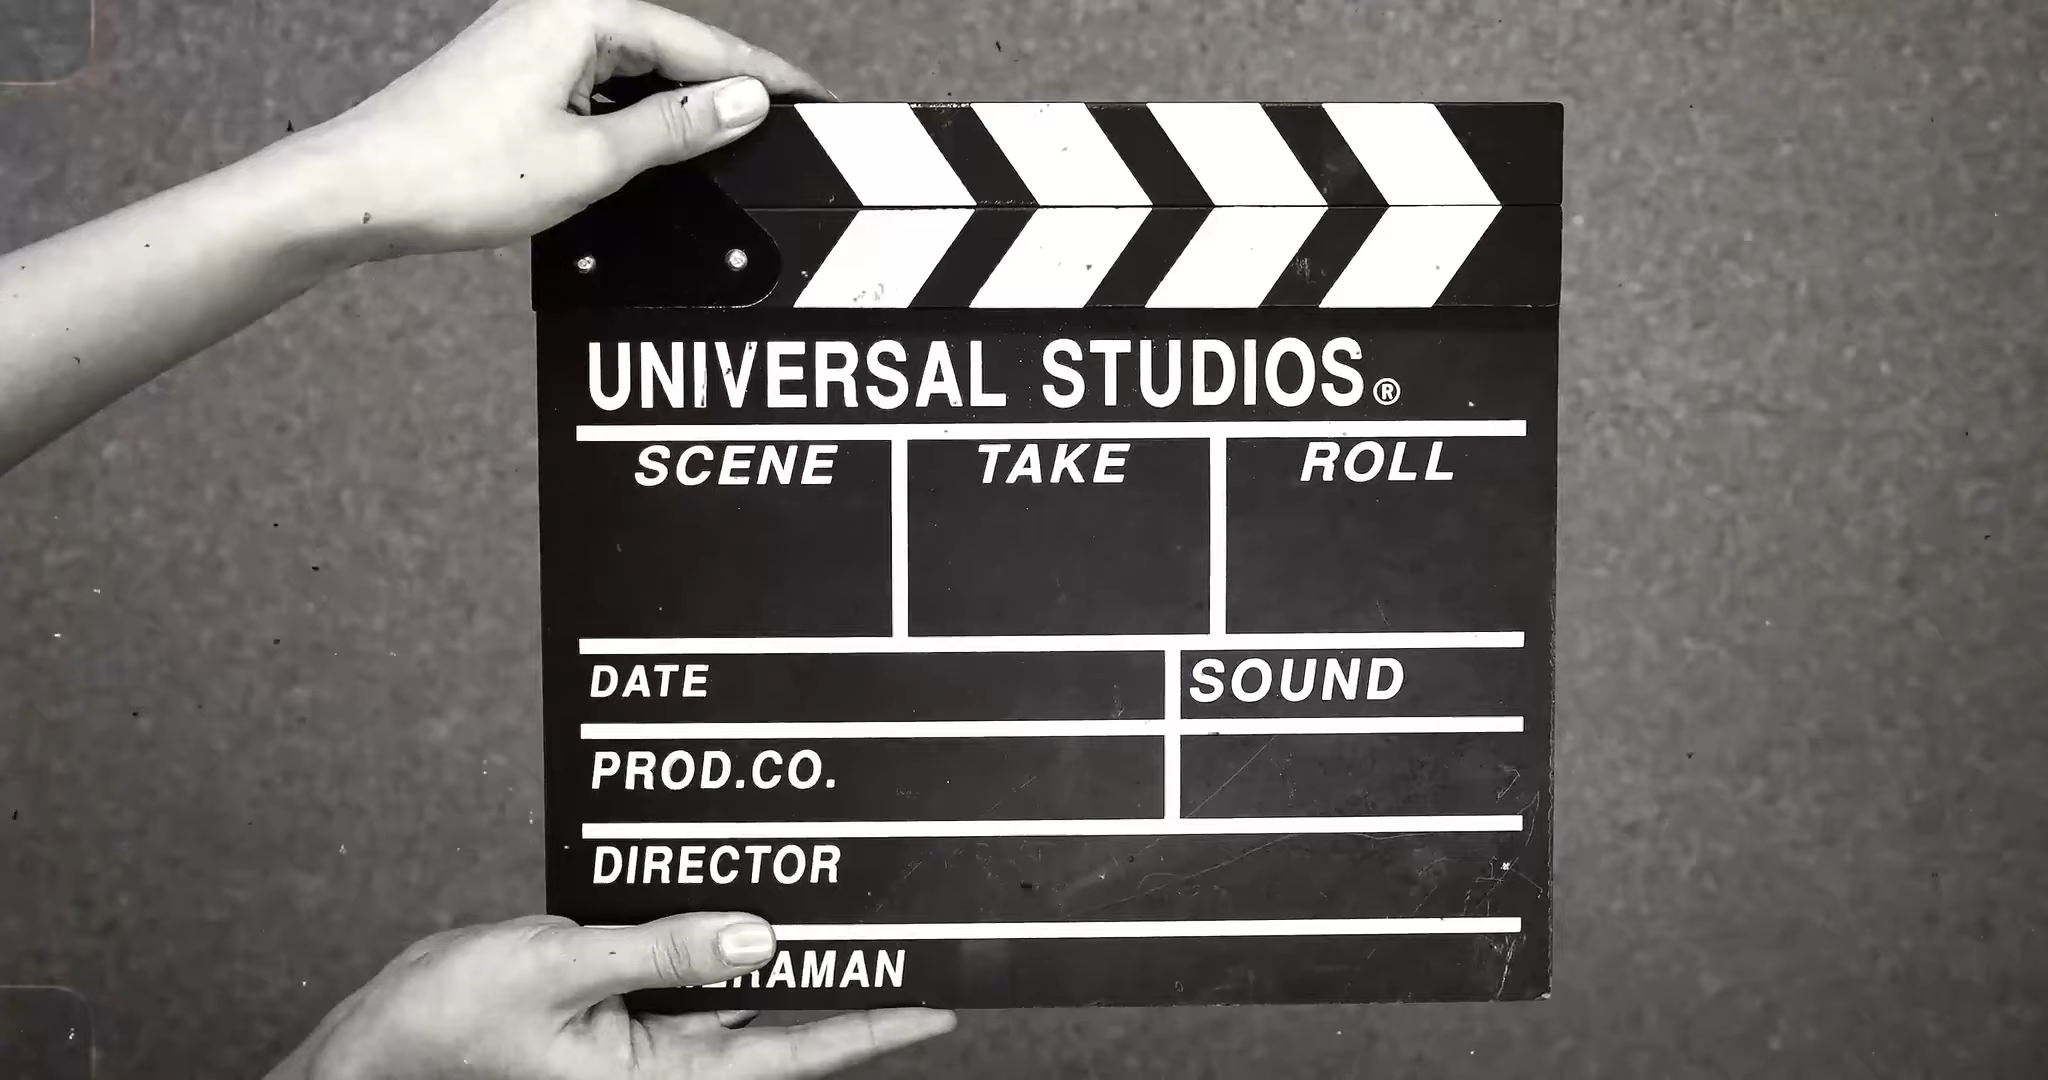 UNIVERSAL STUDIOS®
SCENE TAKE ROLL
DATE SOUND
PROD.CO.
DIRECTOR